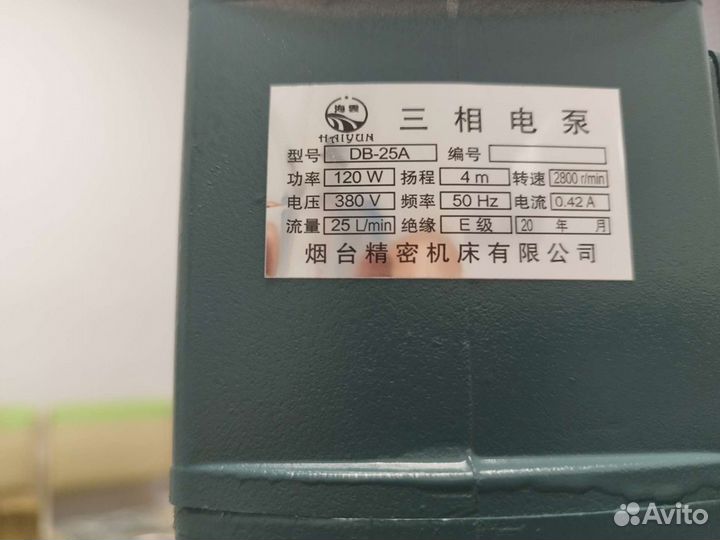 海雲
HAIYUN
三相电泵
型号 DB-25A 编号
功率 120 W 扬程 4 m 转速 2800 r/min
电压 380 V 频率 50 Hz 电流 0.42 A
流量 25 L/min 绝缘 E 级 20 年 月
烟台精密机床有限公司
Avito